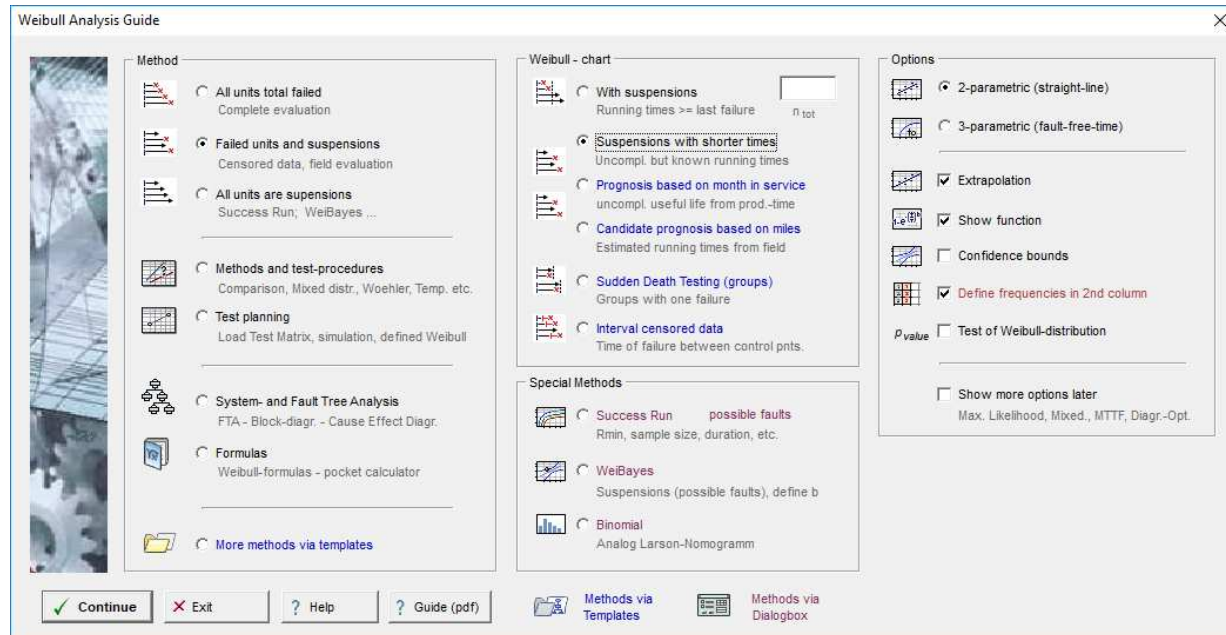 Weibull Analysis Guide
Method
All units total failed
Complete evaluation
Failed units and suspensions
Censored data, field evaluation
All units are supensions
Success Run; WeiBayes ...
Methods and test-procedures
Comparison, Mixed distr., Woehler, Temp. etc.
Test planning
Load Test Matrix, simulation, defined Weibull
System- and Fault Tree Analysis
FTA - Block-diagr. - Cause Effect Diagr.
Formulas
Weibull-formulas - pocket calculator
More methods via templates
Weibull - chart
With suspensions
Running times >= last failure
n tot
Suspensions with shorter times
Uncompl. but known running times
Prognosis based on month in service
uncompl. useful life from prod.-time
Candidate prognosis based on miles
Estimated running times from field
Sudden Death Testing (groups)
Groups with one failure
Interval censored data
Time of failure between control pnts.
Special Methods
Success Run possible faults
Rmin, sample size, duration, etc.
WeiBayes
Suspensions (possible faults), define b
Binomial
Analog Larson-Nomogramm
Options
2-parametric (straight-line)
3-parametric (fault-free-time)
Extrapolation
Show function
Confidence bounds
Define frequencies in 2nd column
p value Test of Weibull-distribution
Show more options later
Max. Likelihood, Mixed., MTTF, Diagr.-Opt.
Continue
Exit
? Help
? Guide (pdf)
Methods via
Templates
Methods via
Dialogbox